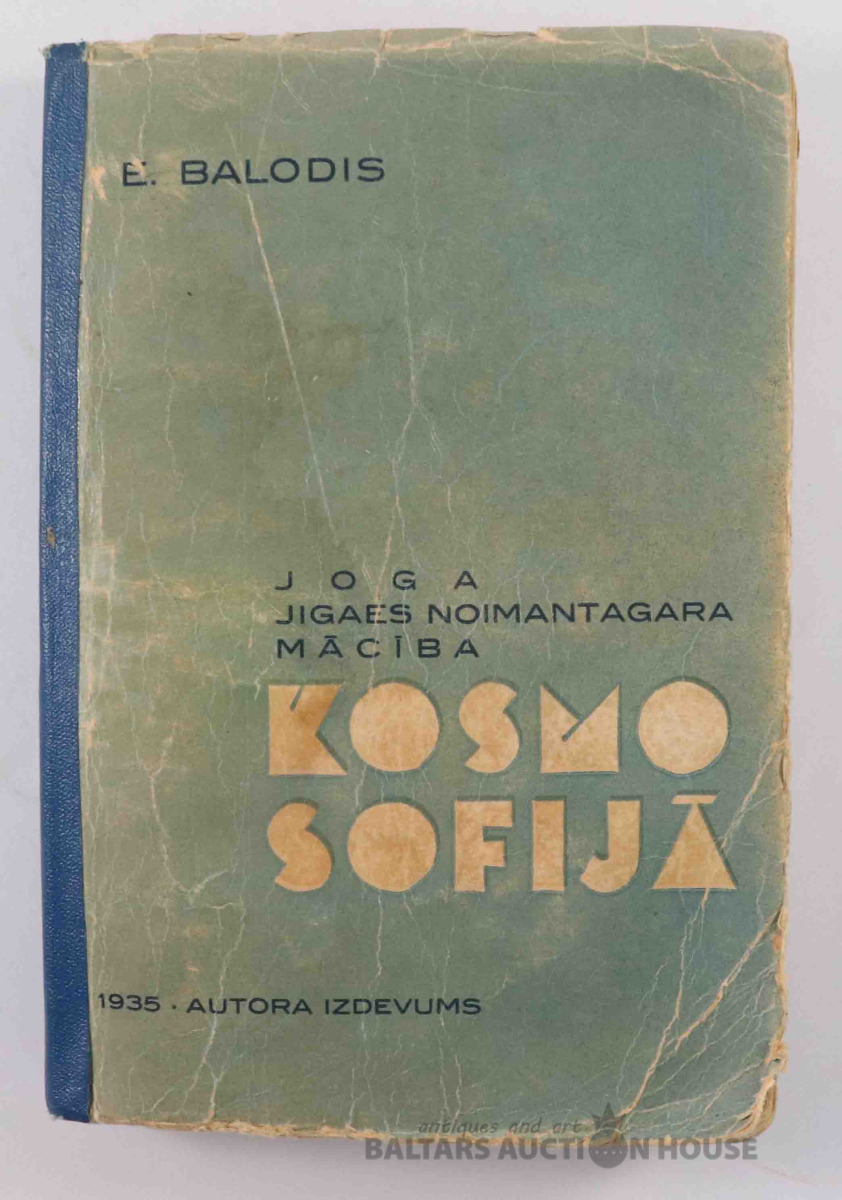 E. BALODIS
JOGA
JIGAES NOIMANTAGARA
MĀCĪBA
KOSMO
SOFIJĀ
1935 · AUTORA IZDEVUMS
antiques and art
BALTARS AUCTION HOUSE